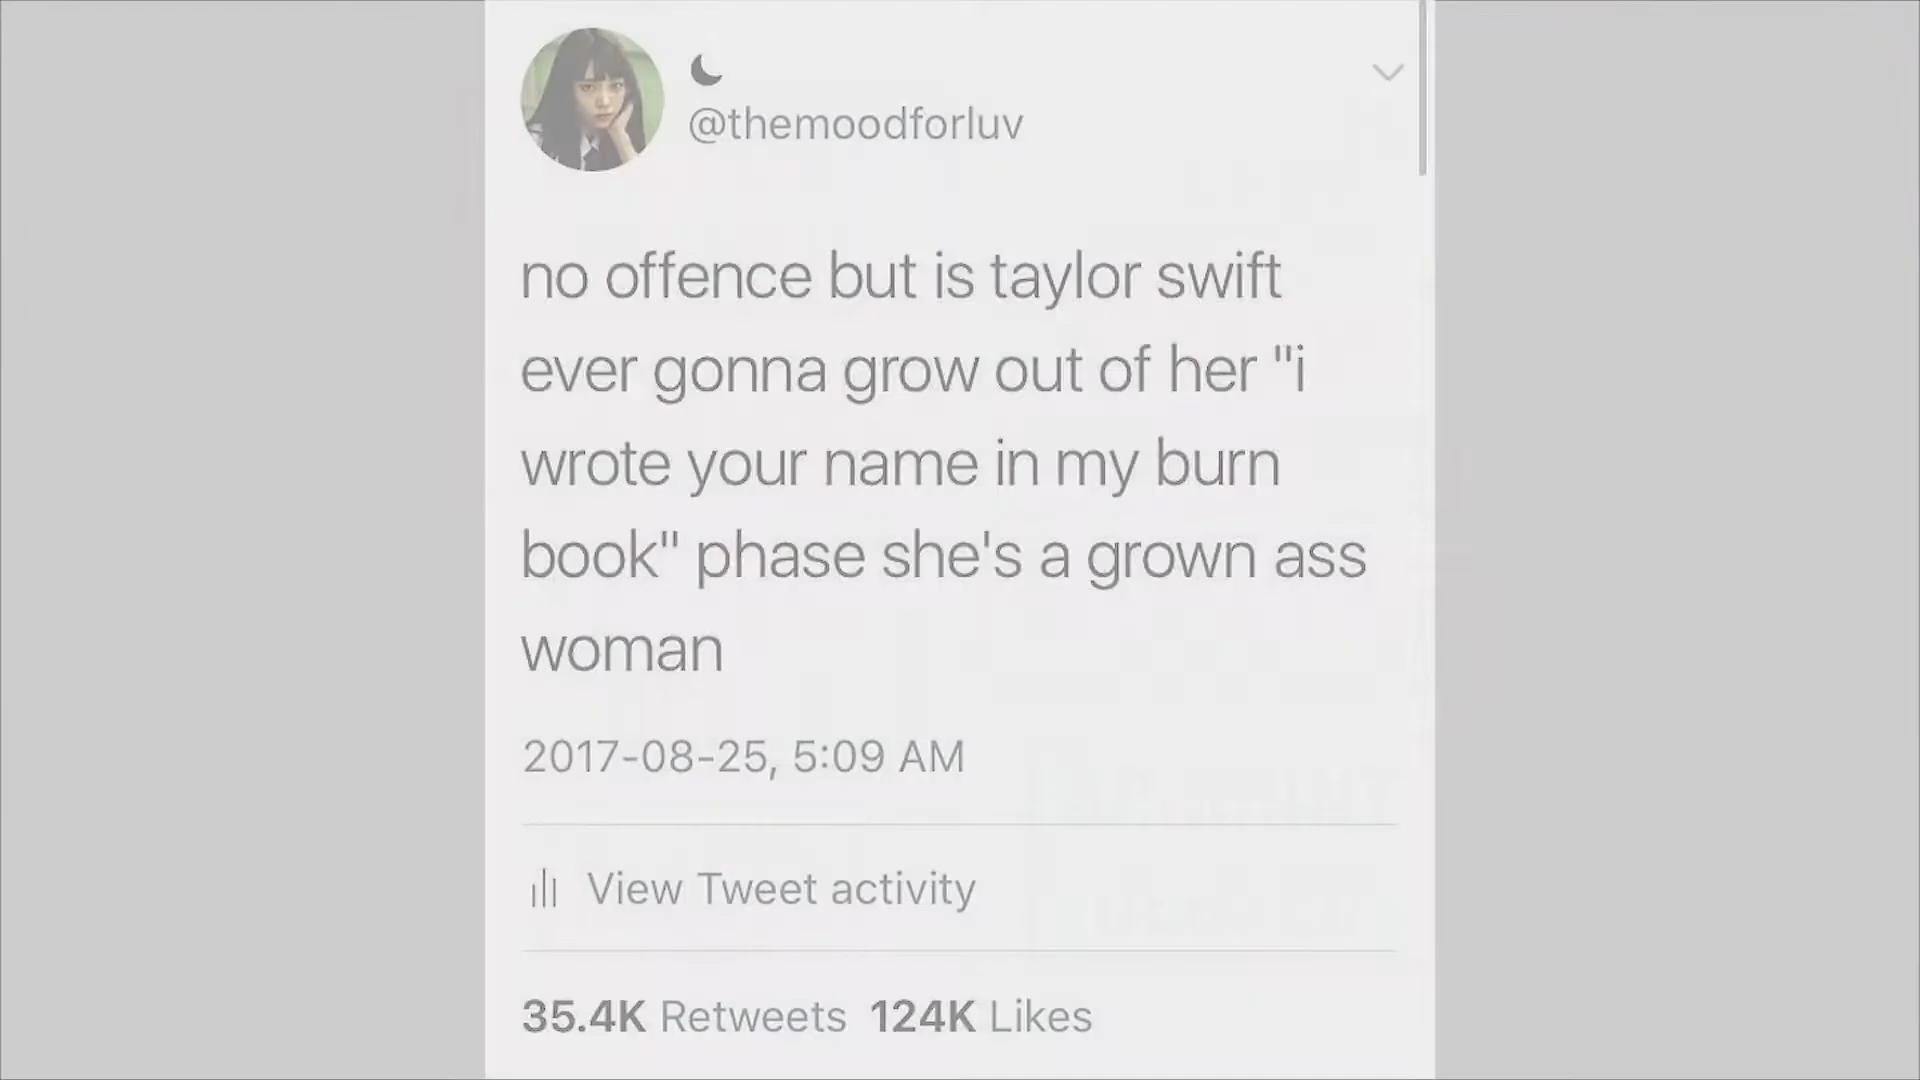 @themoodforluv
no offence but is taylor swift
ever gonna grow out of her "i
wrote your name in my burn
book" phase she's a grown ass
woman
2017-08-25, 5:09 AM
View Tweet activity
35.4K Retweets 124K Likes